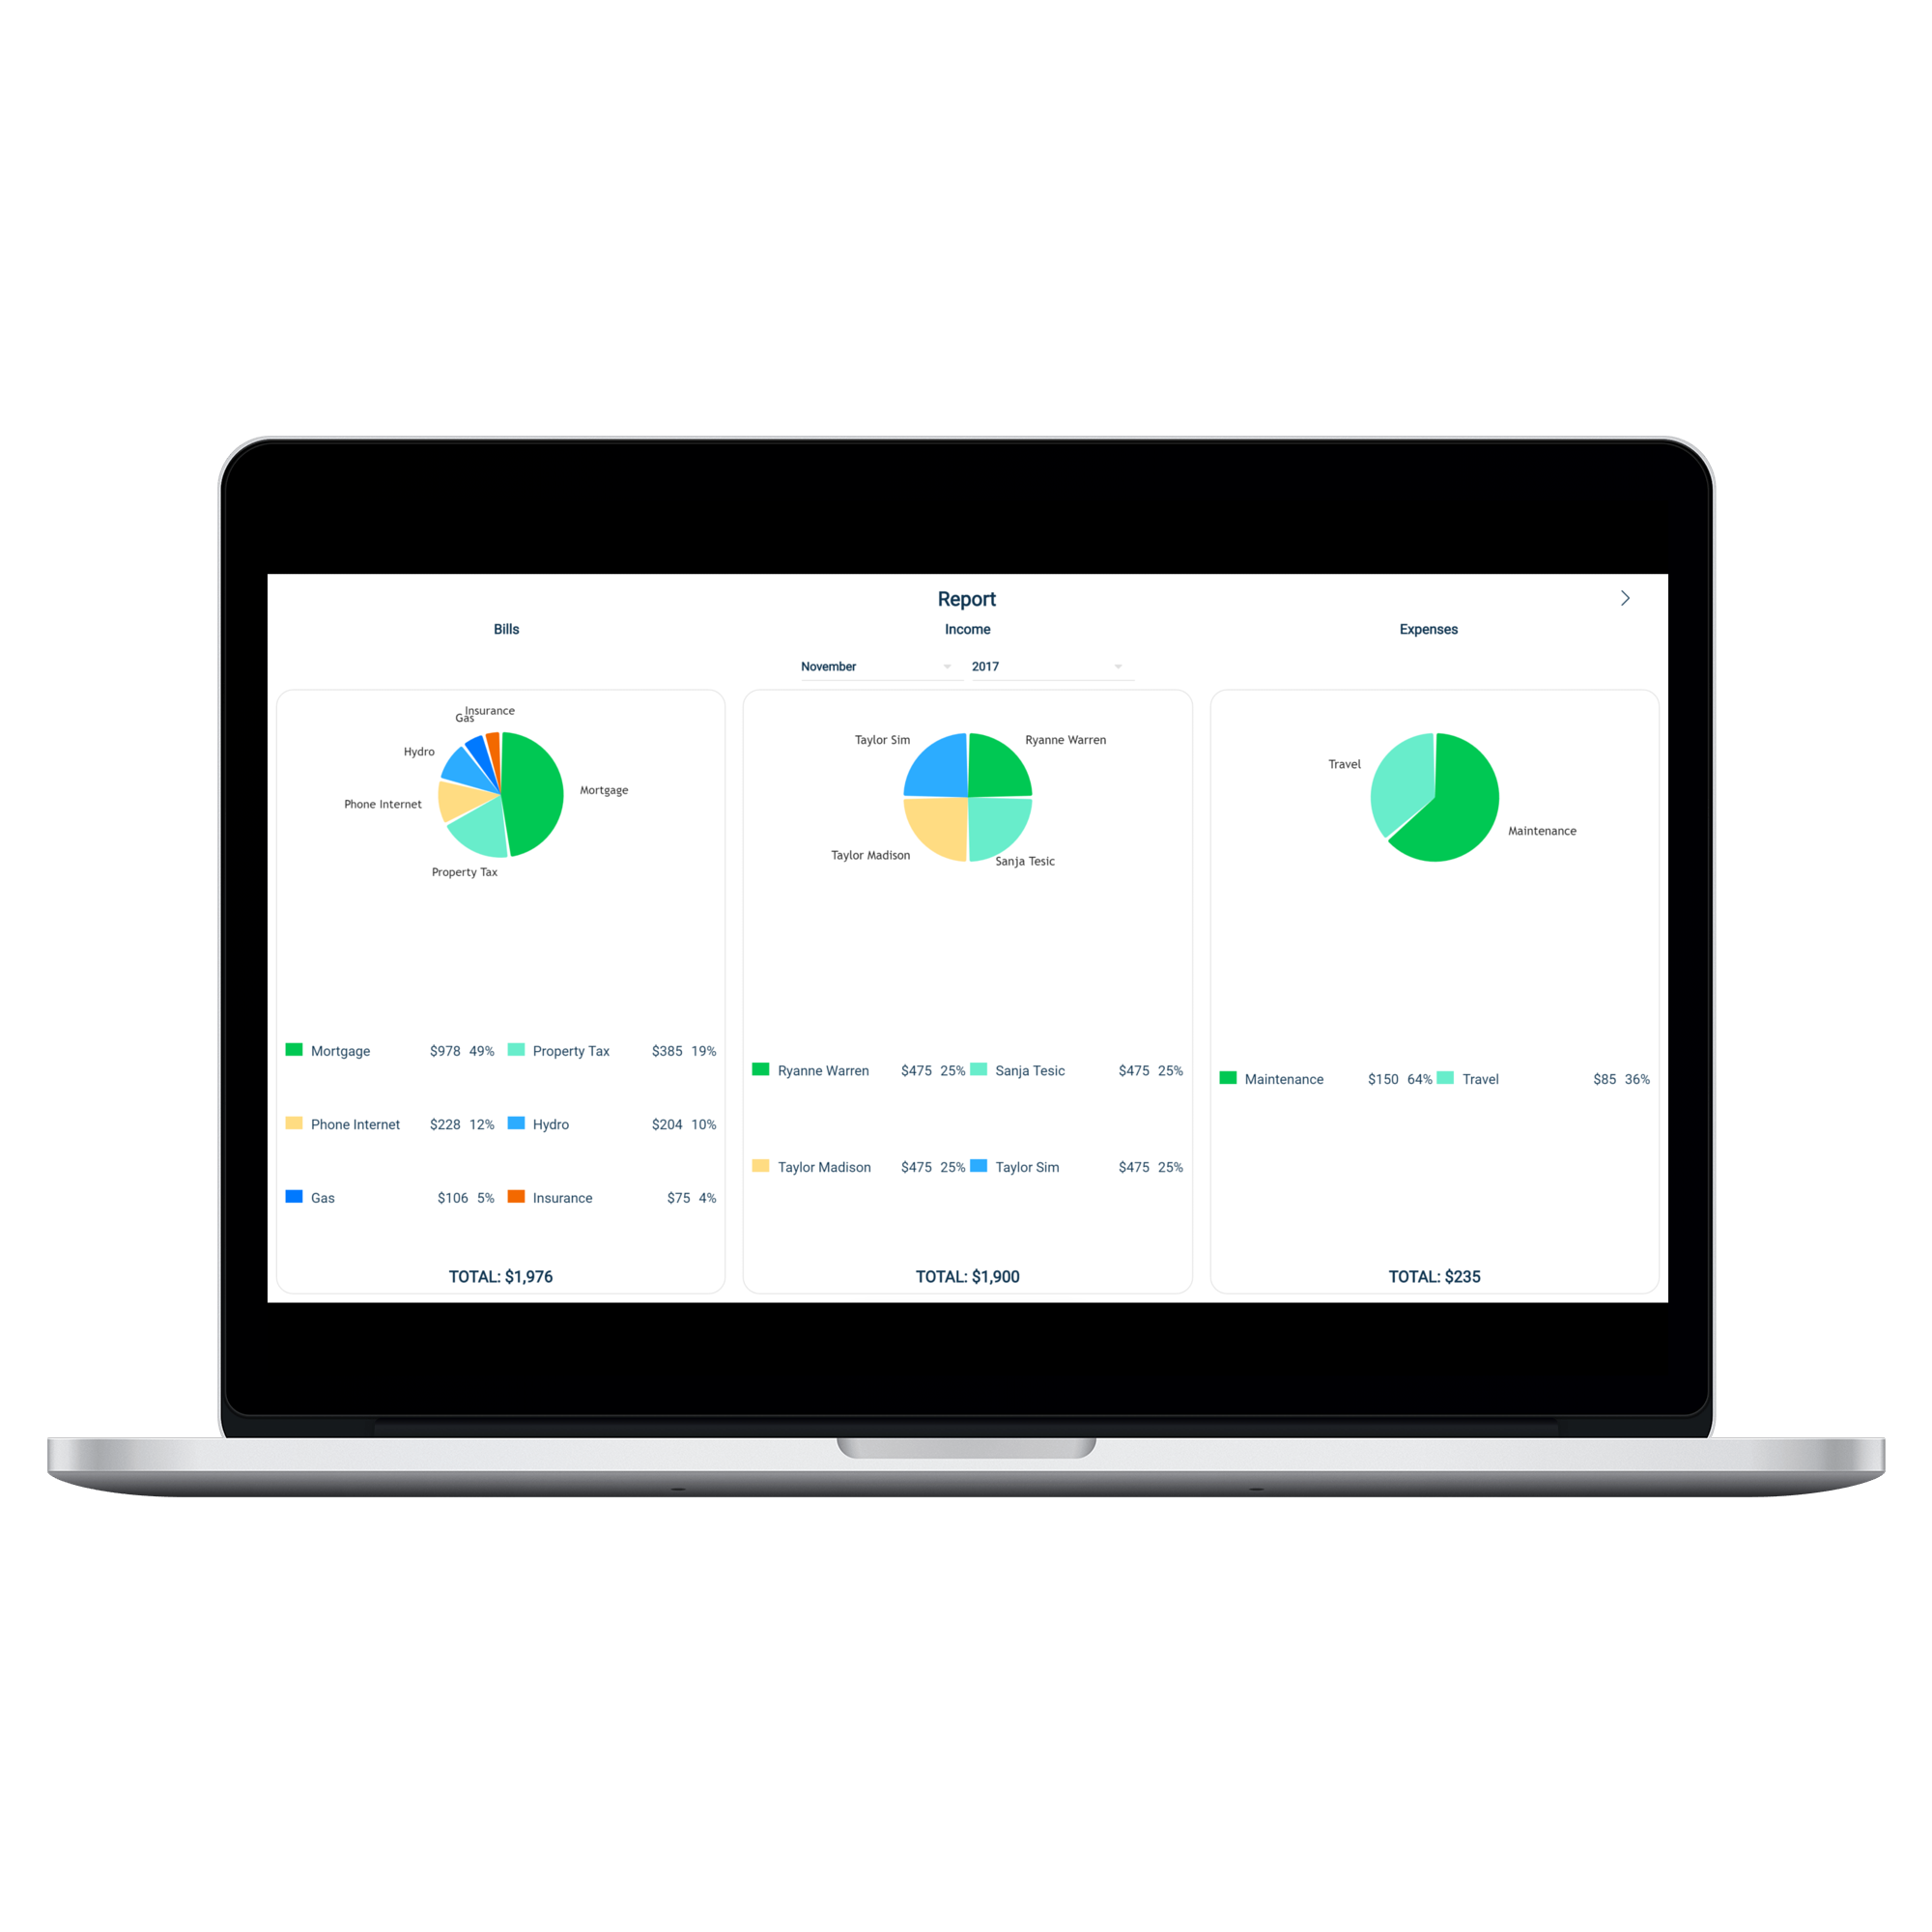 Report
Bills
Income
Expenses
November
2017
Insurance
Gas
Hydro
Mortgage
Phone Internet
Property Tax
Mortgage $978 49% Property Tax $385 19%
Phone Internet $228 12% Hydro $204 10%
Gas $106 5% Insurance $75 4%
TOTAL: $1,976
Taylor Sim
Ryanne Warren
Taylor Madison
Sanja Tesic
Ryanne Warren $475 25% Sanja Tesic $475 25%
Taylor Madison $475 25% Taylor Sim $475 25%
TOTAL: $1,900
Travel
Maintenance
Maintenance $150 64% Travel $85 36%
TOTAL: $235